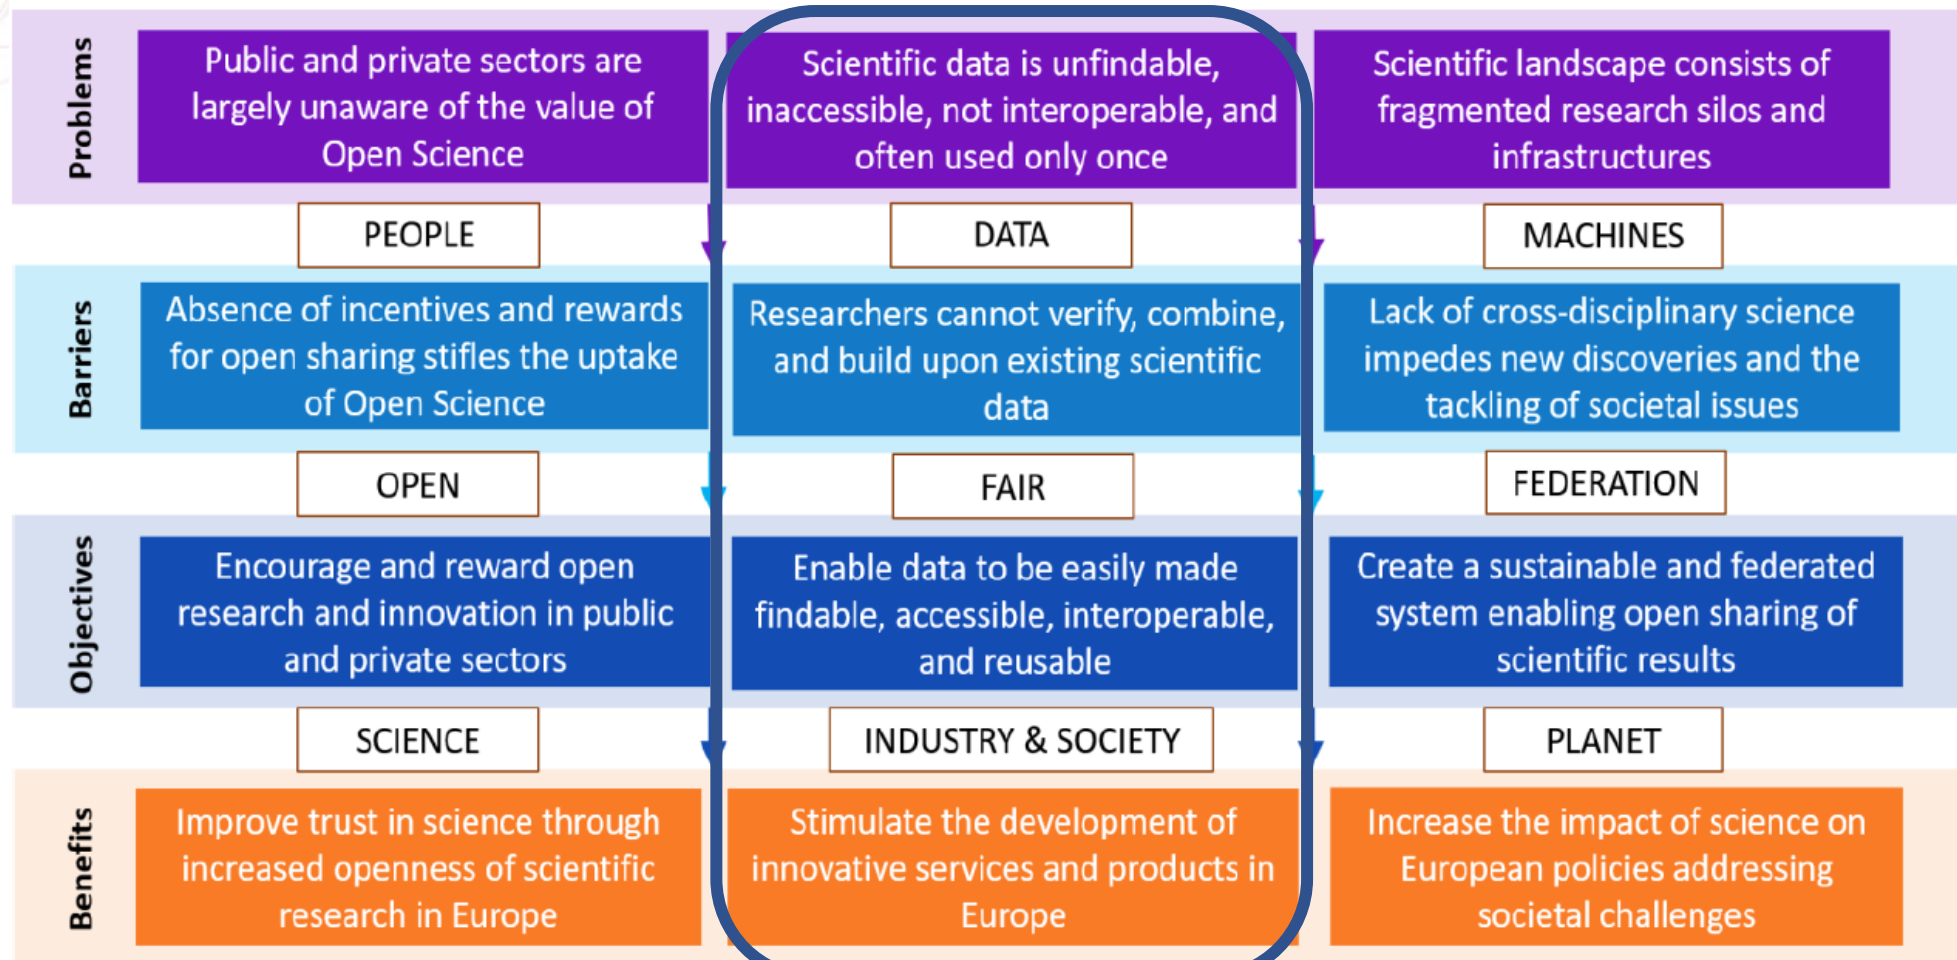 Problems
Public and private sectors are
largely unaware of the value of
Open Science
Scientific data is unfindable,
inaccessible, not interoperable, and
often used only once
Scientific landscape consists of
fragmented research silos and
infrastructures
PEOPLE
DATA
MACHINES
Barriers
Absence of incentives and rewards
for open sharing stifles the uptake
of Open Science
Researchers cannot verify, combine,
and build upon existing scientific
data
Lack of cross-disciplinary science
impedes new discoveries and the
tackling of societal issues
OPEN
FAIR
FEDERATION
Objectives
Encourage and reward open
research and innovation in public
and private sectors
Enable data to be easily made
findable, accessible, interoperable,
and reusable
Create a sustainable and federated
system enabling open sharing of
scientific results
SCIENCE
INDUSTRY & SOCIETY
PLANET
Benefits
Improve trust in science through
increased openness of scientific
research in Europe
Stimulate the development of
innovative services and products in
Europe
Increase the impact of science on
European policies addressing
societal challenges